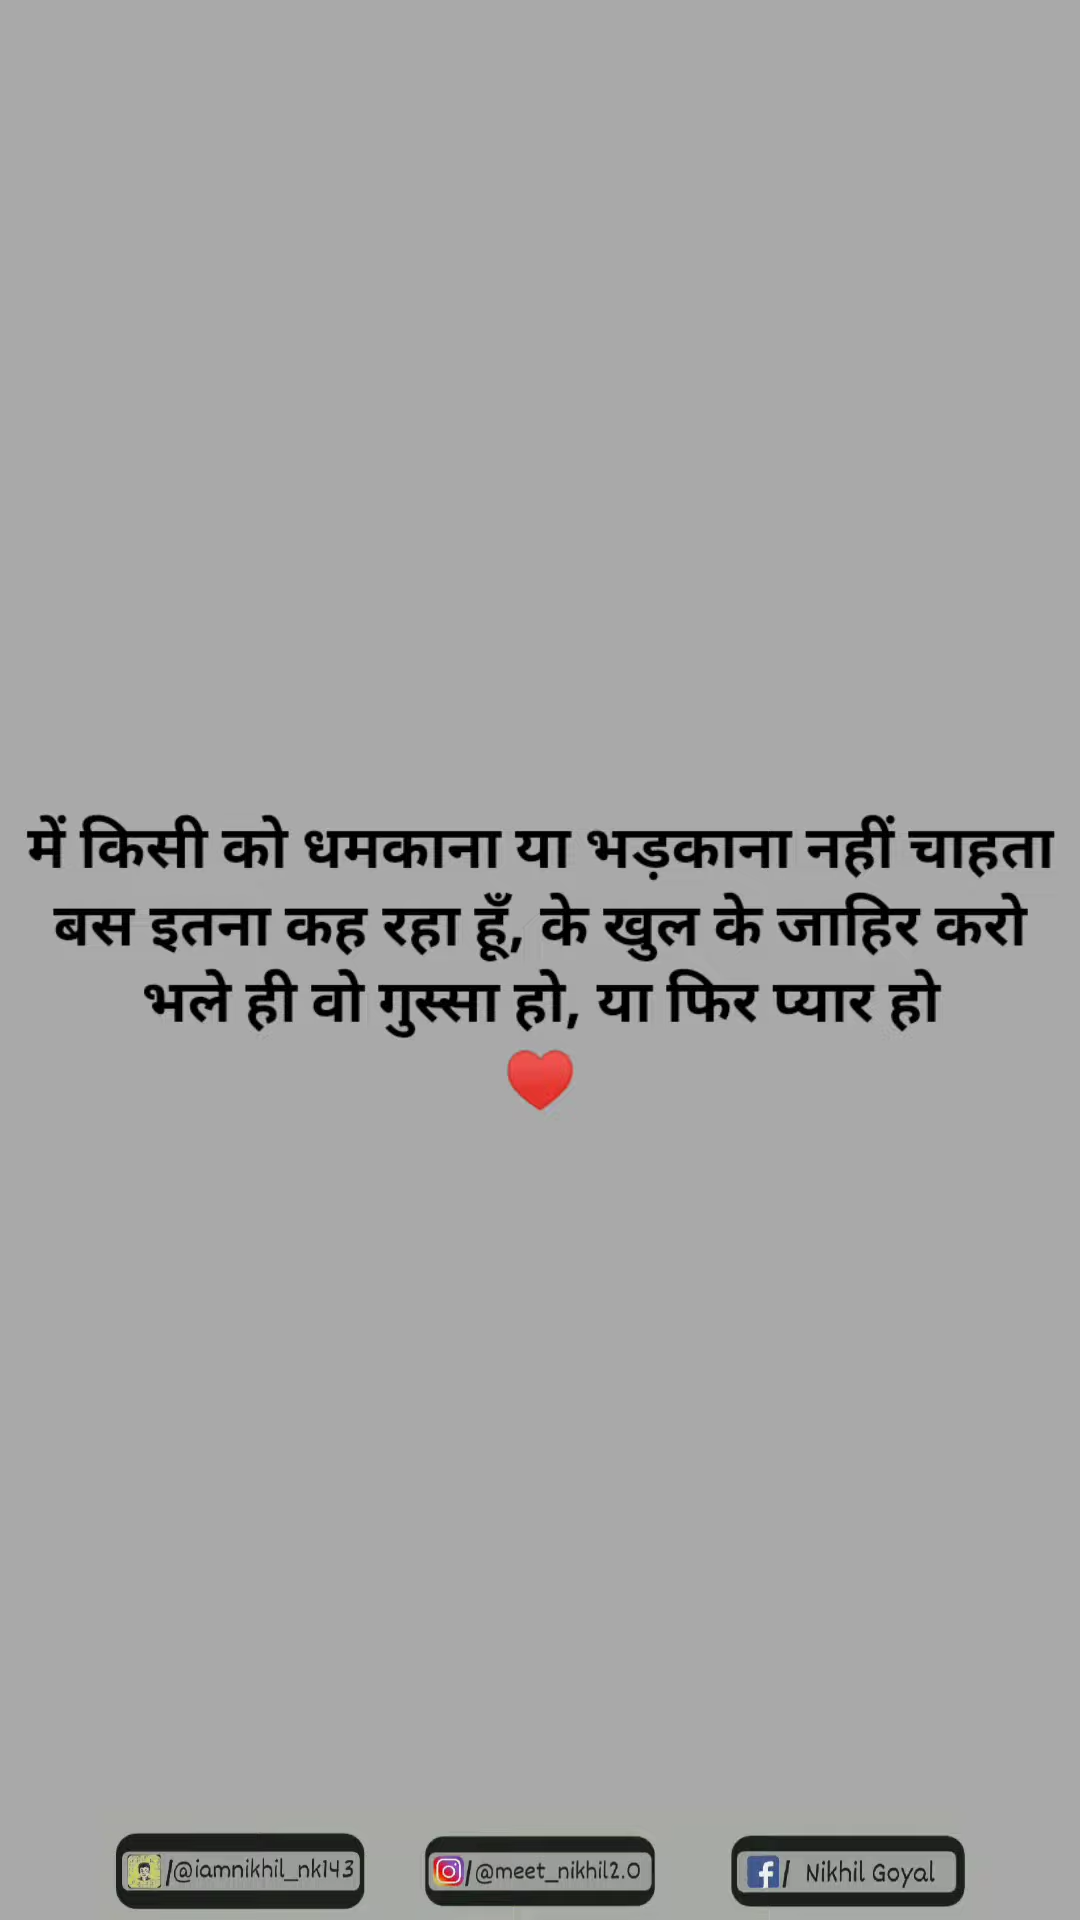 में किसी को धमकाना या भड़काना नहीं चाहता
बस इतना कह रहा हूँ, के खुल के जाहिर करो
भले ही वो गुस्सा हो, या फिर प्यार हो
/@iamnikhil_nk143
/@meet_nikhil2.0
/ Nikhil Goyal